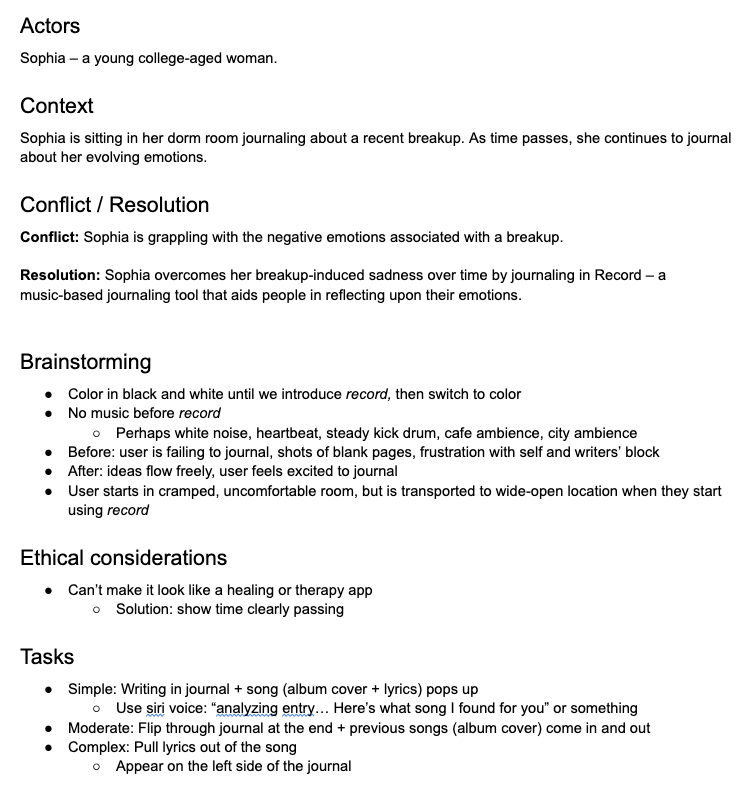 Actors
Sophia – a young college-aged woman.
Context
Sophia is sitting in her dorm room journaling about a recent breakup. As time passes, she continues to journal
about her evolving emotions.
Conflict / Resolution
Conflict: Sophia is grappling with the negative emotions associated with a breakup.
Resolution: Sophia overcomes her breakup-induced sadness over time by journaling in Record – a
music-based journaling tool that aids people in reflecting upon their emotions.
Brainstorming
● Color in black and white until we introduce record, then switch to color
● No music before record
○ Perhaps white noise, heartbeat, steady kick drum, cafe ambience, city ambience
● Before: user is failing to journal, shots of blank pages, frustration with self and writers’ block
● After: ideas flow freely, user feels excited to journal
● User starts in cramped, uncomfortable room, but is transported to wide-open location when they start
using record
Ethical considerations
● Can’t make it look like a healing or therapy app
○ Solution: show time clearly passing
Tasks
● Simple: Writing in journal + song (album cover + lyrics) pops up
○ Use siri voice: “analyzing entry… Here’s what song I found for you” or something
● Moderate: Flip through journal at the end + previous songs (album cover) come in and out
● Complex: Pull lyrics out of the song
○ Appear on the left side of the journal